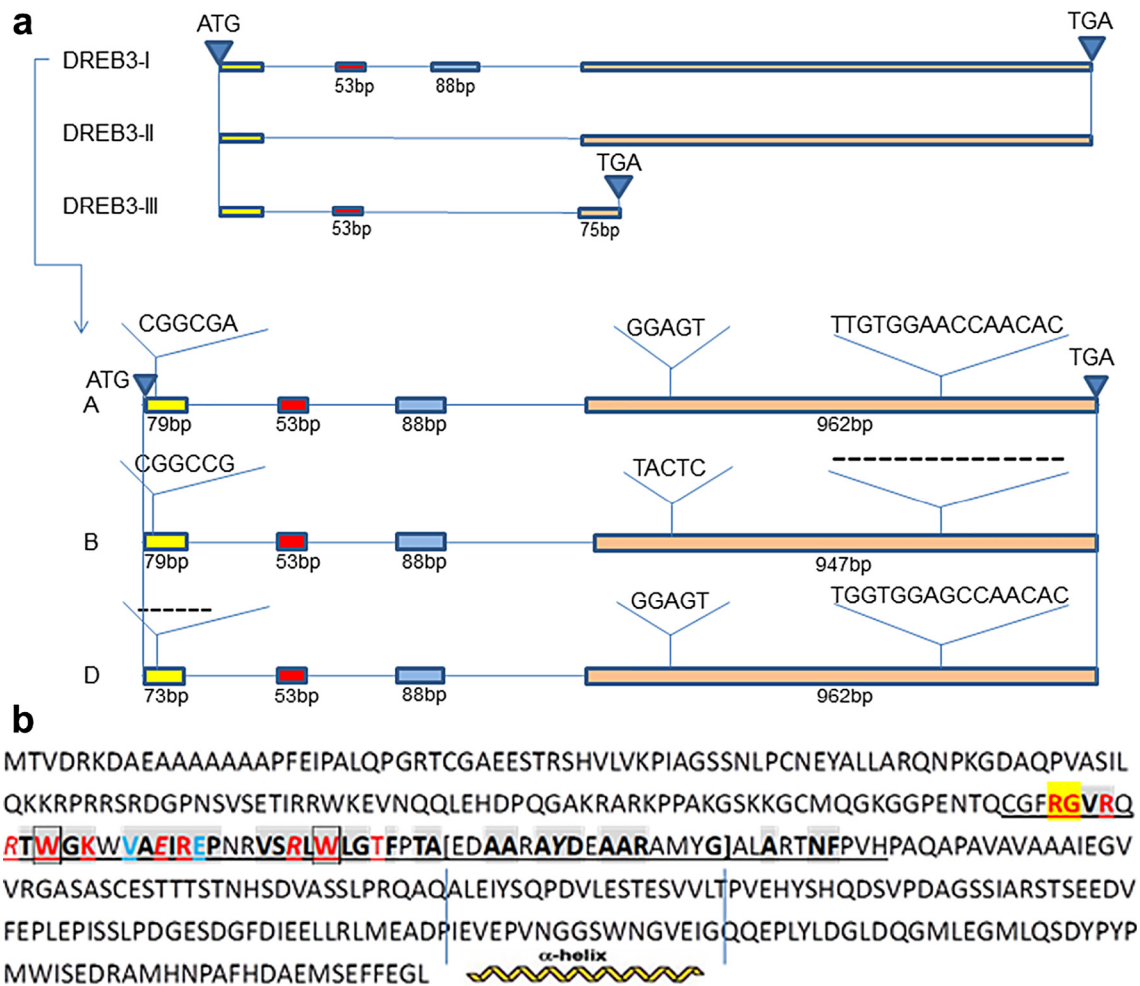 a
ATG TGA
DREB3-I
53bp 88bp
DREB3-II
TGA
DREB3-III
53bp 75bp
CGGCGA GGAGT TTGTGGAACCAACAC
ATG TGA
A
79bp 53bp 88bp 962bp
CGGCCG TACTC
B
79bp 53bp 88bp 947bp
GGAGT TGGTGGAGCCAACAC
D
73bp 53bp 88bp 962bp
b
MTVDRKDAEAAAAAAAPFEIPALQPGRTCGAEESTRSHVLVKPIAGSSNLPCNEYALLARQNPKGDAQPVASIL
QKKRPRRSRDGPNSVSETIRRWKEVNQQLEHDPQGAKRARKPPAKGSKKGCMQGKGGPENTQCGFRGVRQ
RTWGKWVAEIREPNRVSRLWLGTFPTA[EDAARAYDEAARAMYG]ALARTNFPVHPAQAPAVAVAAAIEGV
VRGASASCESTTTSTNHSDVASSLPRQAQALEIYSQPDVLESTESVVLTPVEHYSHQDSVPDAGSSIARSTSEEDV
FEPLEPISSLPDGESDGFDIEELLRLMEADPIEVEPVNGGSWNGVEIGQQEPLYLDGLDQGMLEGMLQSDYPYP
MWISEDRAMHNPAFHDAEMSEFFEGL α-helix